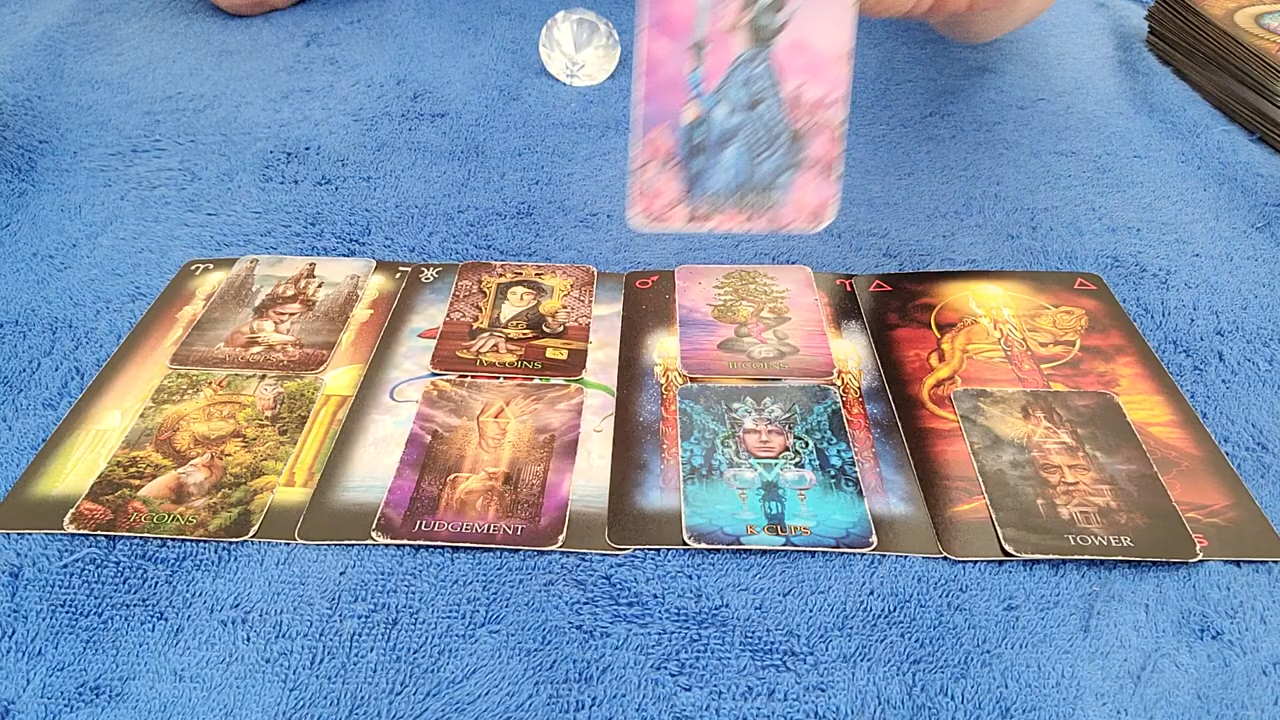 V CUPS
IV COINS
II COINS
I COINS
JUDGEMENT
K CUPS
TOWER